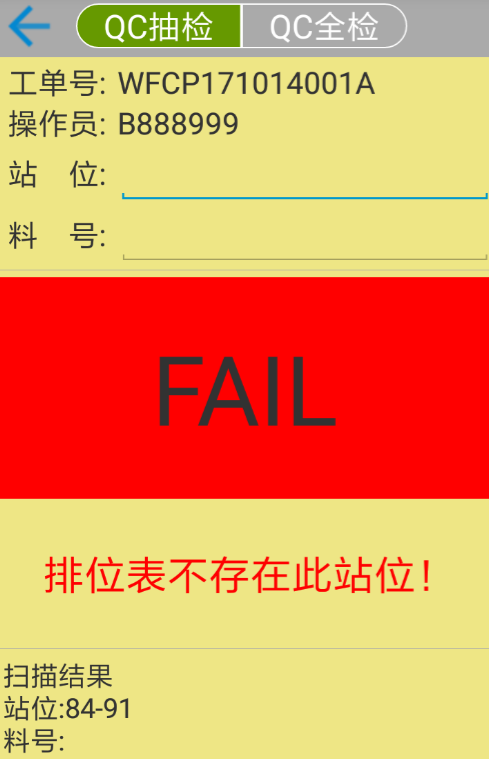 QC抽检 QC全检
工单号: WFCP171014001A
操作员: B888999
站 位:
料 号:
FAIL
排位表不存在此站位!
扫描结果
站位:84-91
料号: